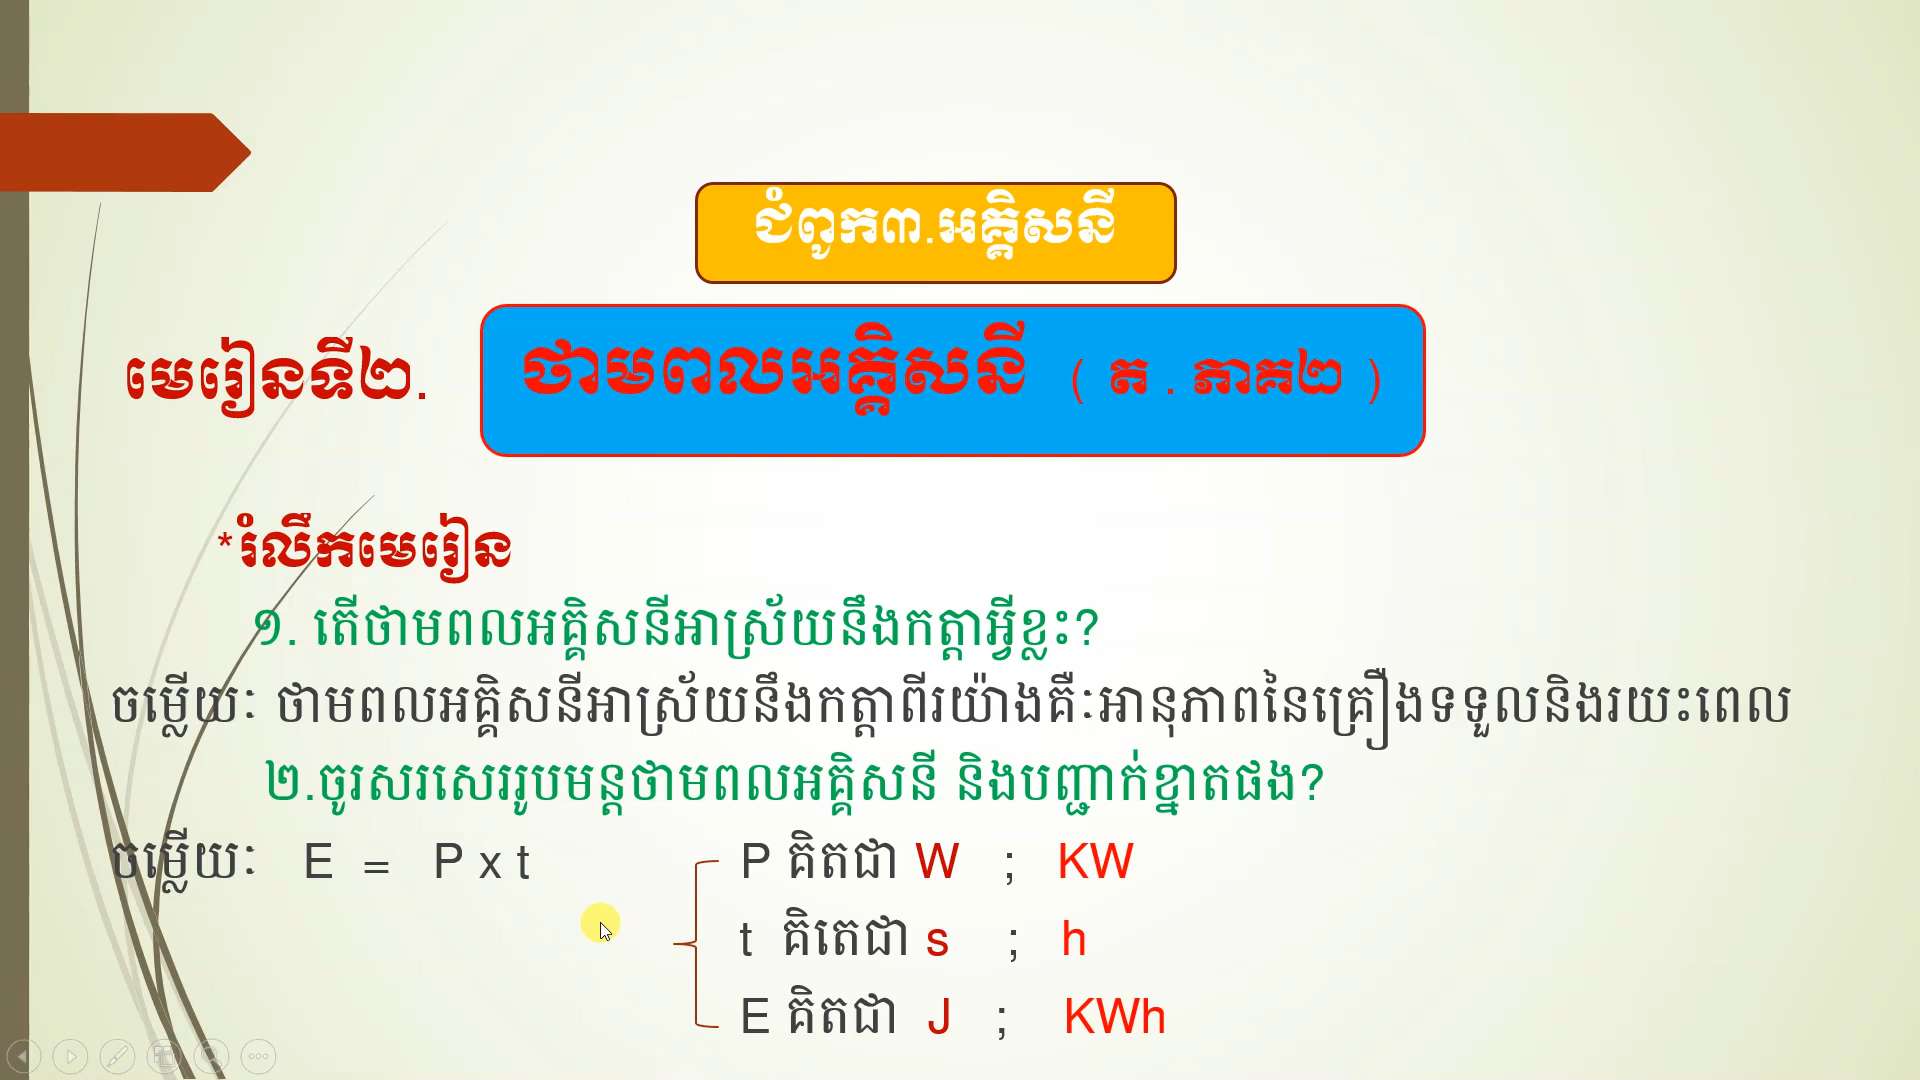 ជំពូក៣.អគ្គិសនី
មេរៀនទី២. ថាមពលអគ្គិសនី ( ត . ភាគ២ )
*រំលឹកមេរៀន
១. តើថាមពលអគ្គិសនីអាស្រ័យនឹងកត្តាអ្វីខ្លះ?
ចម្លើយៈ ថាមពលអគ្គិសនីអាស្រ័យនឹងកត្តាពីរយ៉ាងគឺៈអានុភាពនៃគ្រឿងទទួលនិងរយះពេល
២.ចូរសរសេររូបមន្តថាមពលអគ្គិសនី និងបញ្ជាក់ខ្នាតផង?
ចម្លើយៈ E = P x t
P គិតជា W ; KW
t គិតេជា s ; h
E គិតជា J ; KWh